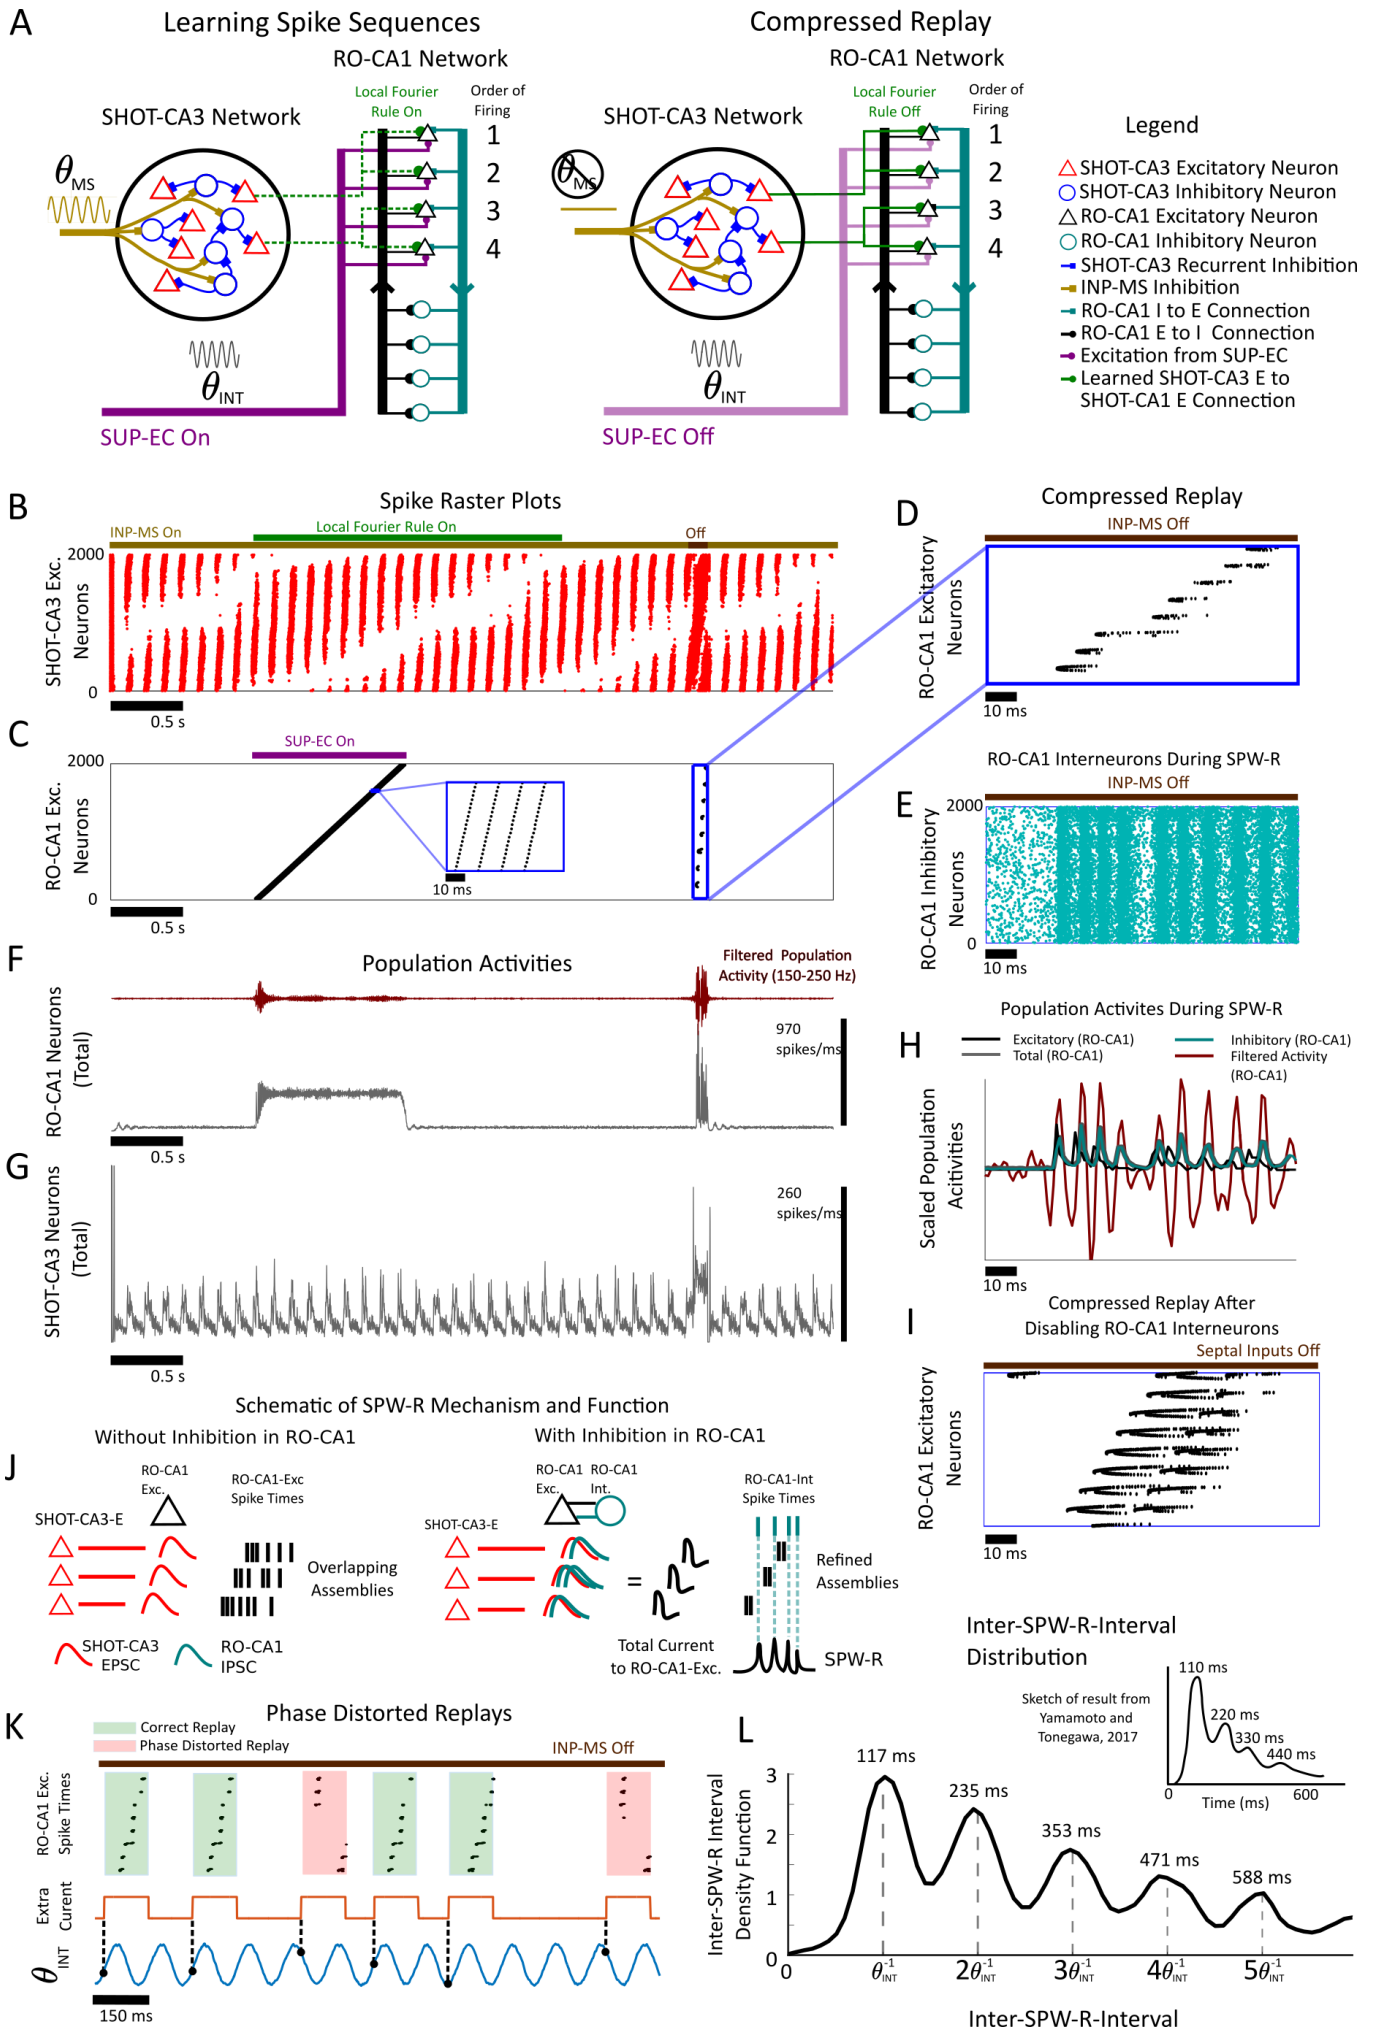 A
Learning Spike Sequences
Compressed Replay
RO-CA1 Network
RO-CA1 Network
Local Fourier
Rule On
Order of
Firing
Local Fourier
Rule Off
Order of
Firing
SHOT-CA3 Network
SHOT-CA3 Network
Legend
θMS
θMS
1
2
3
4
1
2
3
4
SHOT-CA3 Excitatory Neuron
SHOT-CA3 Inhibitory Neuron
RO-CA1 Excitatory Neuron
RO-CA1 Inhibitory Neuron
SHOT-CA3 Recurrent Inhibition
INP-MS Inhibition
RO-CA1 I to E Connection
RO-CA1 E to I Connection
Excitation from SUP-EC
Learned SHOT-CA3 E to
SHOT-CA1 E Connection
θINT
θINT
SUP-EC On
SUP-EC Off
B
Spike Raster Plots
INP-MS On
Local Fourier Rule On
Off
SHOT-CA3 Exc.
Neurons
2000
0
0.5 s
C
SUP-EC On
RO-CA1 Exc.
Neurons
2000
0
10 ms
0.5 s
D
Compressed Replay
INP-MS Off
RO-CA1 Excitatory
Neurons
10 ms
E
RO-CA1 Interneurons During SPW-R
INP-MS Off
RO-CA1 Inhibitory
Neurons
2000
0
10 ms
F
Population Activities
Filtered Population
Activity (150-250 Hz)
RO-CA1 Neurons
(Total)
970
spikes/ms
0.5 s
G
SHOT-CA3 Neurons
(Total)
260
spikes/ms
0.5 s
H
Population Activites During SPW-R
Excitatory (RO-CA1)
Total (RO-CA1)
Inhibitory (RO-CA1)
Filtered Activity
(RO-CA1)
Scaled Population
Acitivities
10 ms
I
Compressed Replay After
Disabling RO-CA1 Interneurons
Septal Inputs Off
RO-CA1 Excitatory
Neurons
10 ms
Schematic of SPW-R Mechanism and Function
J
Without Inhibition in RO-CA1
With Inhibition in RO-CA1
RO-CA1
Exc.
RO-CA1-Exc
Spike Times
SHOT-CA3-E
Overlapping
Assemblies
SHOT-CA3
EPSC
RO-CA1
IPSC
RO-CA1
Exc.
RO-CA1
Int.
RO-CA1-Int
Spike Times
SHOT-CA3-E
=
Refined
Assemblies
Total Current
to RO-CA1-Exc.
SPW-R
K
Phase Distorted Replays
Correct Replay
Phase Distorted Replay
INP-MS Off
RO-CA1 Exc.
Spike Times
Extra
Curent
θINT
150 ms
L
Inter-SPW-R-Interval
Distribution
Sketch of result from
Yamamoto and
Tonegawa, 2017
110 ms
220 ms
330 ms
440 ms
0
600
Time (ms)
Inter-SPW-R Interval
Density Function
3
2
1
0
117 ms
235 ms
353 ms
471 ms
588 ms
0
θ-1INT
2θ-1INT
3θ-1INT
4θ-1INT
5θ-1INT
Inter-SPW-R-Interval